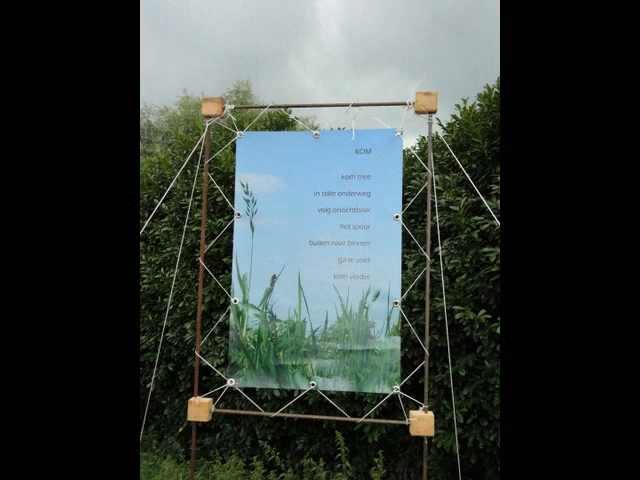 KOM
kom mee
in stilte onderweg
volg onzichtbaar
het spoor
buiten naar binnen
ga te voet
kom verder